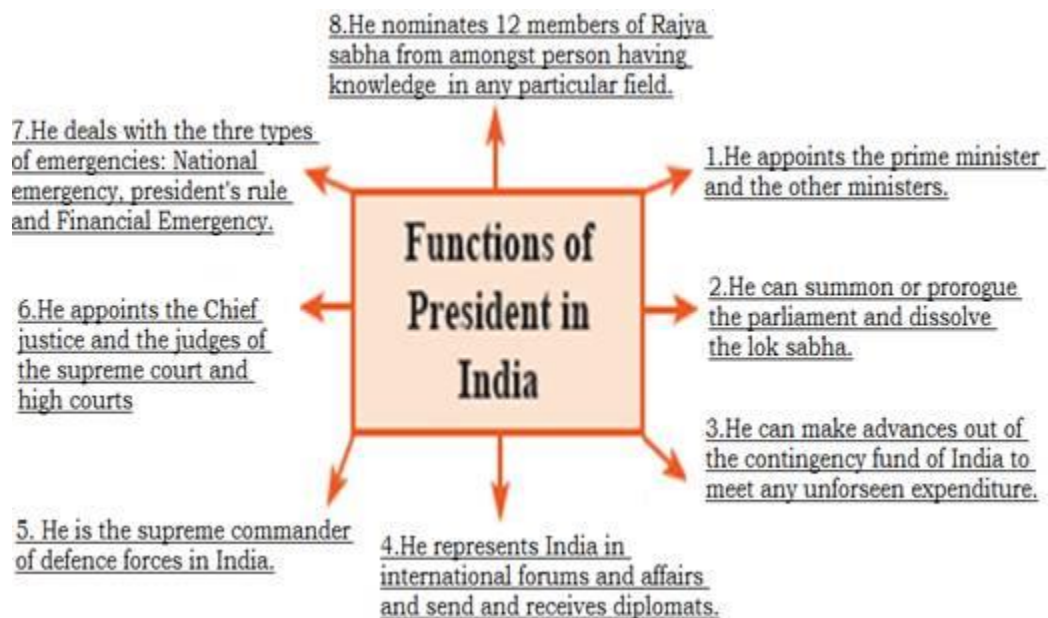 8.He nominates 12 members of Rajya
sabha from amongst person having
knowledge in any particular field.
7.He deals with the thre types
of emergencies: National
emergency, president's rule
and Financial Emergency.
1.He appoints the prime minister
and the other ministers.
Functions of
President in
India
6.He appoints the Chief
justice and the judges of
the supreme court and
high courts
2.He can summon or prorogue
the parliament and dissolve
the lok sabha.
3.He can make advances out of
the contingency fund of India to
meet any unforseen expenditure.
5. He is the supreme commander
of defence forces in India.
4.He represents India in
international forums and affairs
and send and receives diplomats.